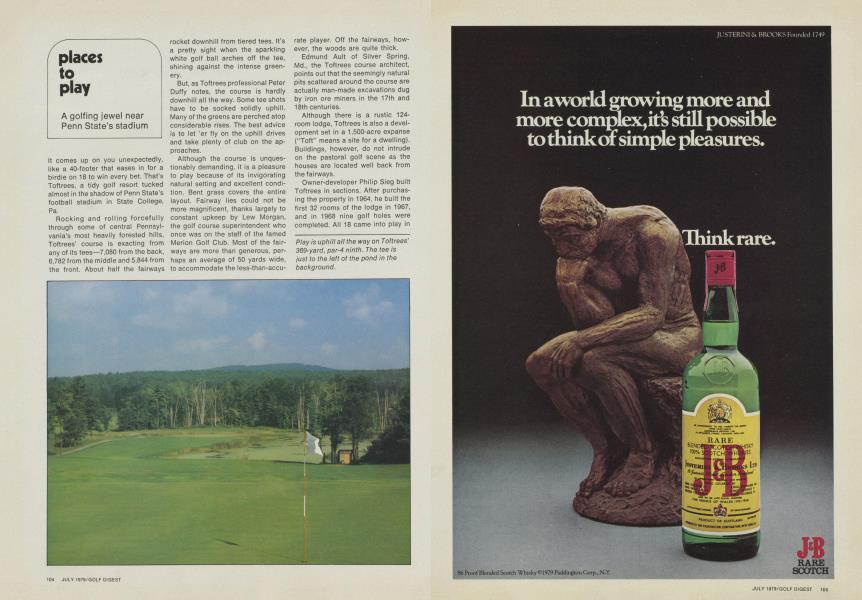 places
to
play
A golfing jewel near
Penn State's stadium
It comes up on you unexpectedly,
like a 40-footer that eases in for a
birdie on 18 to win every bet. That's
Toftrees, a tidy golf resort tucked
almost in the shadow of Penn State's
football stadium in State College,
Pa.
Rocking and rolling forcefully
through some of central Pennsyl-
vania's most heavily forested hills,
Toftrees' course is exacting from
any of its tees—7,080 from the back,
6,782 from the middle and 5,844 from
the front. About half the fairways
rocket downhill from tiered tees. It's
a pretty sight when the sparkling
white golf ball arches off the tee,
shining against the intense green-
ery.
But, as Toftrees professional Peter
Duffy notes, the course is hardly
downhill all the way. Some tee shots
have to be socked solidly uphill.
Many of the greens are perched atop
considerable rises. The best advice
is to let 'er fly on the uphill drives
and take plenty of club on the ap-
proaches.
Although the course is unques-
tionably demanding, it is a pleasure
to play because of its invigorating
natural setting and excellent condi-
tion. Bent grass covers the entire
layout. Fairway lies could not be
more magnificent, thanks largely to
constant upkeep by Lew Morgan,
the golf course superintendent who
once was on the staff of the famed
Merion Golf Club. Most of the fair-
ways are more than generous, per-
haps an average of 50 yards wide,
to accommodate the less-than-accu-
rate player. Off the fairways, how-
ever, the woods are quite thick.
Edmund Ault of Silver Spring,
Md., the Toftrees course architect,
points out that the seemingly natural
pits scattered around the course are
actually man-made excavations dug
by iron ore miners in the 17th and
18th centuries.
Although there is a rustic 124-
room lodge, Toftrees is also a devel-
opment set in a 1,500-acre expanse
("Toft" means a site for a dwelling).
Buildings, however, do not intrude
on the pastoral golf scene as the
houses are located well back from
the fairways.
Owner-developer Philip Sieg built
Toftrees in sections. After purchas-
ing the property in 1964, he built the
first 32 rooms of the lodge in 1967,
and in 1968 nine golf holes were
completed. All 18 came into play in
Play is uphill all the way on Toftrees'
369-yard, par-4 ninth. The tee is
just to the left of the pond in the
background.
104 JULY 1979/GOLF DIGEST
JUSTERINI & BROOKS Founded 1749
In a world growing more and
more complex, it's still possible
to think of simple pleasures.
Think rare.
J&B
RARE
BLENDED SCOTCH WHISKY
100% SCOTCH WHISKIES
J&B
PRODUCT OF SCOTLAND
86 Proof Blended Scotch Whisky ©1979 Paddington Corp., N.Y.
J&B
RARE
SCOTCH
JULY 1979/GOLF DIGEST 105